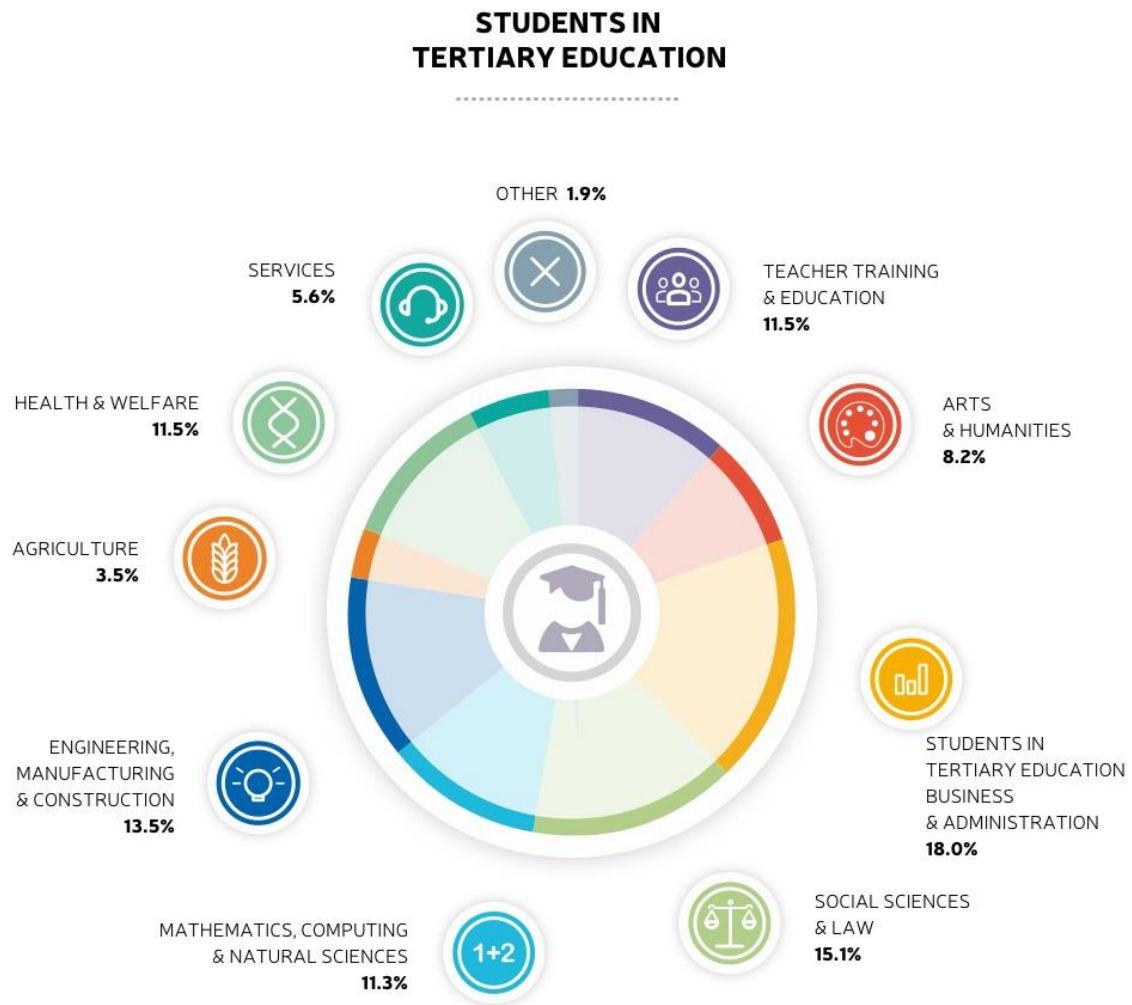 STUDENTS IN
TERTIARY EDUCATION
OTHER 1.9%
TEACHER TRAINING
& EDUCATION
11.5%
ARTS
& HUMANITIES
8.2%
STUDENTS IN
TERTIARY EDUCATION
BUSINESS
& ADMINISTRATION
18.0%
SOCIAL SCIENCES
& LAW
15.1%
1+2
MATHEMATICS, COMPUTING
& NATURAL SCIENCES
11.3%
ENGINEERING,
MANUFACTURING
& CONSTRUCTION
13.5%
AGRICULTURE
3.5%
HEALTH & WELFARE
11.5%
SERVICES
5.6%